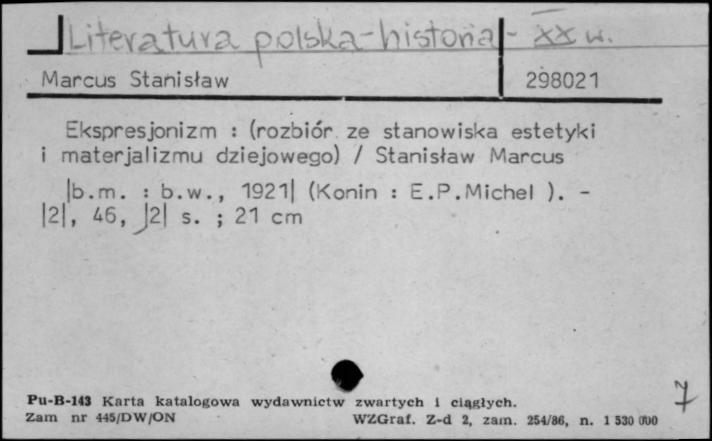 Literatura polska - historia - XX w.
Marcus Stanisław 298021
Ekspresjonizm : (rozbiór ze stanowiska estetyki
i materjalizmu dziejowego) / Stanisław Marcus
|b.m. : b.w., 1921| (Konin : E.P.Michel ). -
|2|, 46, |2| s. ; 21 cm
Pu-B-143 Karta katalogowa wydawnictw zwartych i ciągłych.
Zam nr 445/DW/ON WZGraf. Z-d 2, zam. 254/86, n. 1 530 000
7